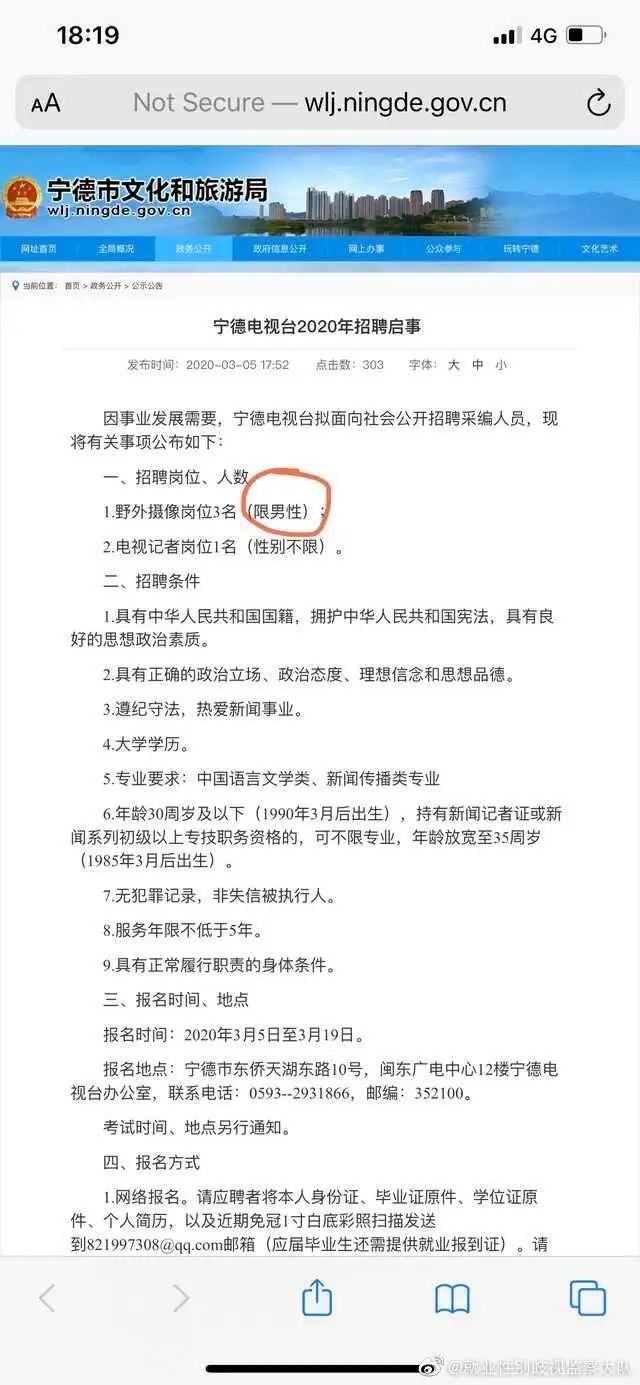 18:19
4G
AA
Not Secure — wlj.ningde.gov.cn
宁德市文化和旅游局
wlj.ningde.gov.cn
网址首页 全局概况 政务公开 政府信息公开 网上办事 公众参与 玩转宁德 文化艺术
当前位置： 首页 > 政务公开 > 公示公告
宁德电视台2020年招聘启事
发布时间：2020-03-05 17:52 点击数：303 字体： 大 中 小
因事业发展需要，宁德电视台拟面向社会公开招聘采编人员，现
将有关事项公布如下：
一、招聘岗位、人数
1.野外摄像岗位3名（限男性）；
2.电视记者岗位1名（性别不限）。
二、招聘条件
1.具有中华人民共和国国籍，拥护中华人民共和国宪法，具有良
好的思想政治素质。
2.具有正确的政治立场、政治态度、理想信念和思想品德。
3.遵纪守法，热爱新闻事业。
4.大学学历。
5.专业要求：中国语言文学类、新闻传播类专业
6.年龄30周岁及以下（1990年3月后出生），持有新闻记者证或新
闻系列初级以上专技职务资格的，可不限专业，年龄放宽至35周岁
（1985年3月后出生）。
7.无犯罪记录，非失信被执行人。
8.服务年限不低于5年。
9.具有正常履行职责的身体条件。
三、报名时间、地点
报名时间：2020年3月5日至3月19日。
报名地点：宁德市东侨天湖东路10号，闽东广电中心12楼宁德电
视台办公室，联系电话：0593--2931866，邮编：352100。
考试时间、地点另行通知。
四、报名方式
1.网络报名。请应聘者将本人身份证、毕业证原件、学位证原
件、个人简历，以及近期免冠1寸白底彩照扫描发送
到821997308@qq.com邮箱（应届毕业生还需提供就业报到证）。请
@就业性别歧视监察大队